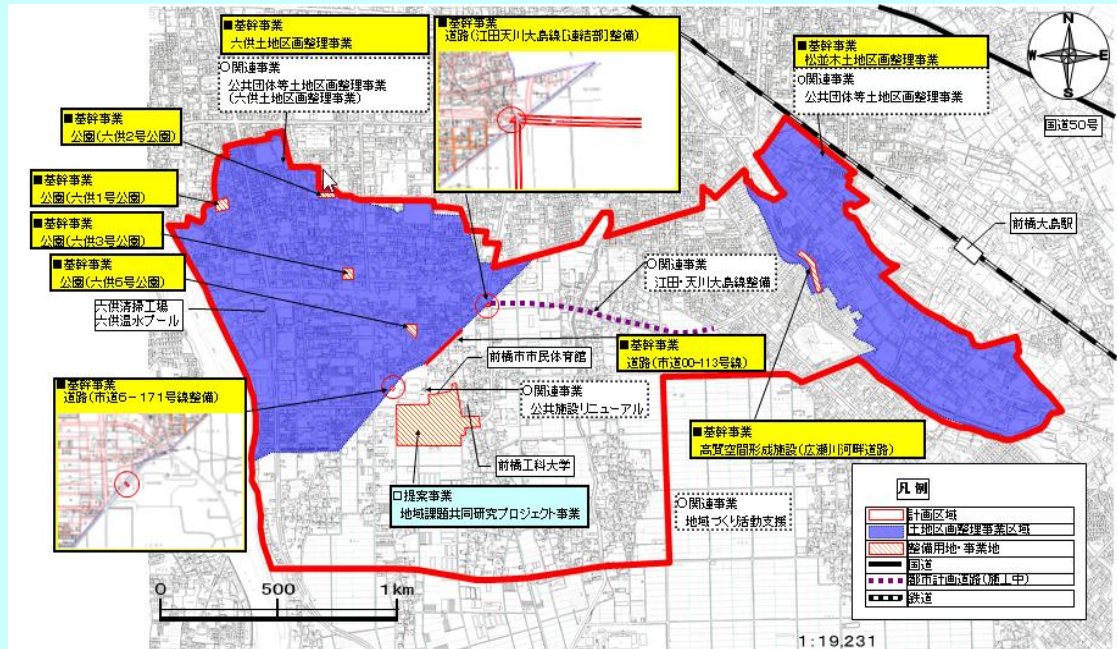 ■基幹事業
六供土地区画整理事業
○関連事業
公共団体等土地区画整理事業
(六供土地区画整理事業)
■基幹事業
道路(江田天川大島線[連結部]整備)
■基幹事業
松並木土地区画整理事業
○関連事業
公共団体等土地区画整理事業
N
W
E
S
国道50号
■基幹事業
公園(六供2号公園)
■基幹事業
公園(六供1号公園)
■基幹事業
公園(六供3号公園)
■基幹事業
公園(六供6号公園)
六供清掃工場
六供温水プール
前橋大島駅
○関連事業
江田・天川大島線整備
■基幹事業
道路(市道00-113号線)
前橋市市民体育館
○関連事業
公共施設リニューアル
■基幹事業
道路(市道6-171号線整備)
前橋工科大学
■基幹事業
高質空間形成施設(広瀬川河畔道路)
□提案事業
地域課題共同研究プロジェクト事業
○関連事業
地域づくり活動支援
凡例
計画区域
土地区画整理事業区域
整備用地・事業地
国道
都市計画道路(施工中)
鉄道
0 500 1km
1:19,231